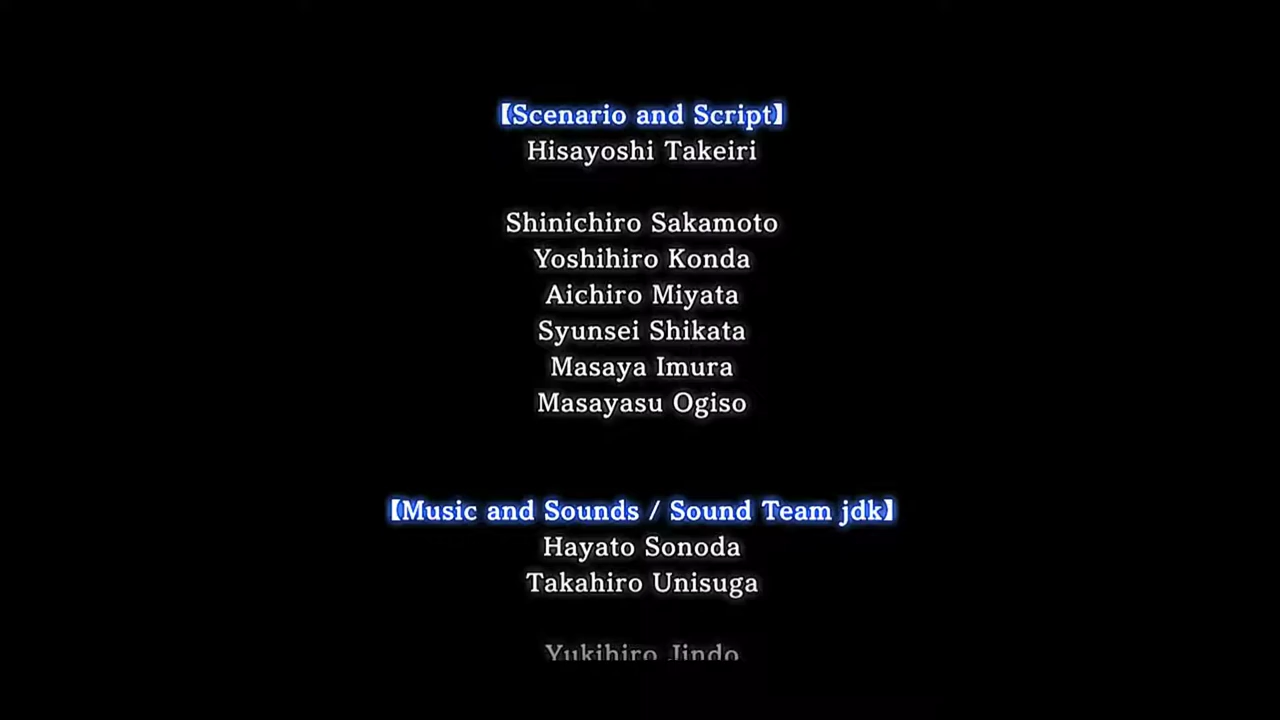 【Scenario and Script】
Hisayoshi Takeiri
Shinichiro Sakamoto
Yoshihiro Konda
Aichiro Miyata
Syunsei Shikata
Masaya Imura
Masayasu Ogiso
【Music and Sounds / Sound Team jdk】
Hayato Sonoda
Takahiro Unisuga
Yukihiro Jindo